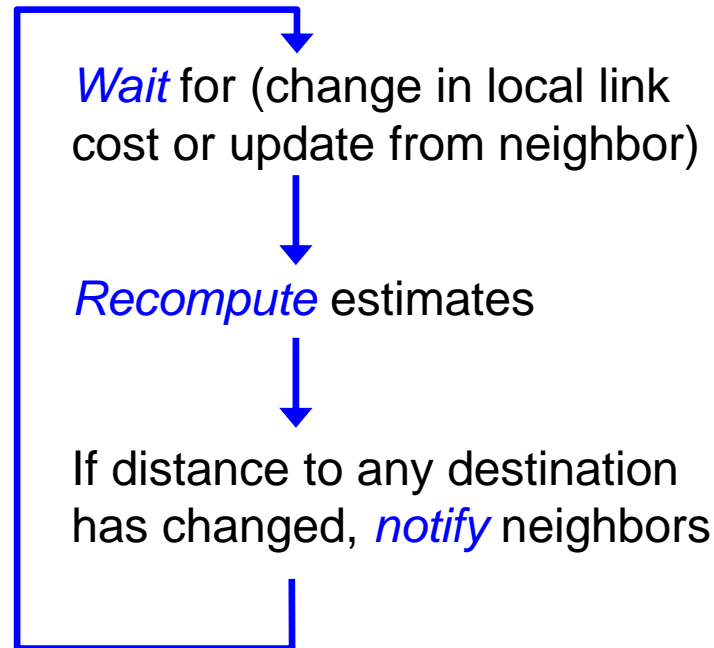 Wait for (change in local link
cost or update from neighbor)
Recompute estimates
If distance to any destination
has changed, notify neighbors